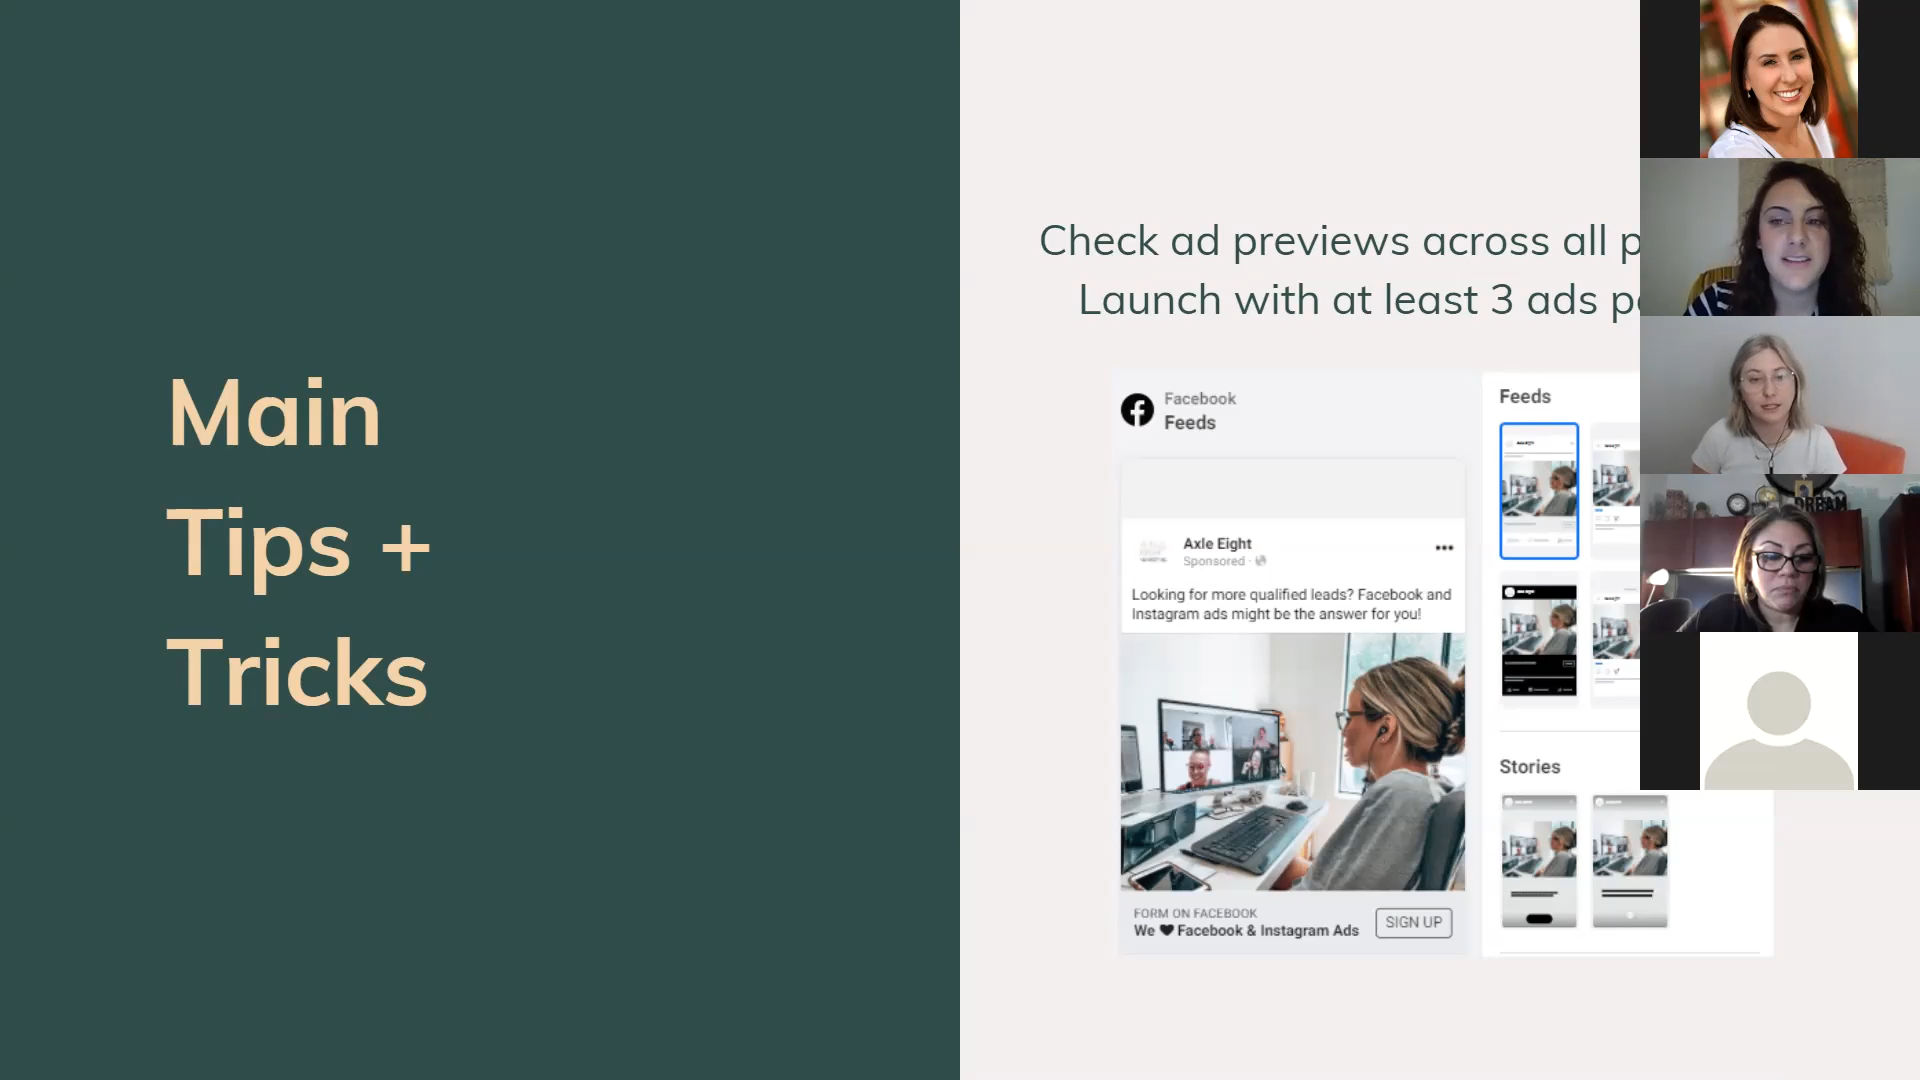 Main
Tips +
Tricks
Check ad previews across all p
Launch with at least 3 ads p
Facebook
Feeds
Axle Eight
Sponsored ·
Looking for more qualified leads? Facebook and
Instagram ads might be the answer for you!
FORM ON FACEBOOK
We ♥ Facebook & Instagram Ads
SIGN UP
Feeds
Stories
DREAM